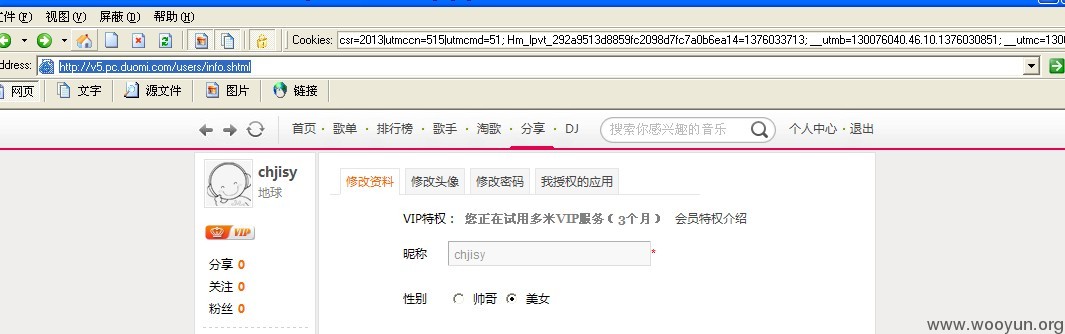 文件(F) 视图(V) 屏蔽(D) 帮助(H)
Cookies: csr=2013|utmccn=515|utmcmd=51; Hm_lpvt_292a9513d8859fc2098d7fc7a0b6ea14=1376033713; __utmb=130076040.46.10.1376030851; __utmc=1300
ddress: http://v5.pc.duomi.com/users/info.shtml
网页 文字 源文件 图片 链接
首页 · 歌单 · 排行榜 · 歌手 · 淘歌 · 分享 · DJ 搜索你感兴趣的音乐 个人中心 · 退出
chjisy
地球
VIP
分享 0
关注 0
粉丝 0
修改资料 修改头像 修改密码 我授权的应用
VIP特权： 您正在试用多米VIP服务（3个月） 会员特权介绍
昵称 chjisy *
性别 帅哥 美女
www.wooyun.org